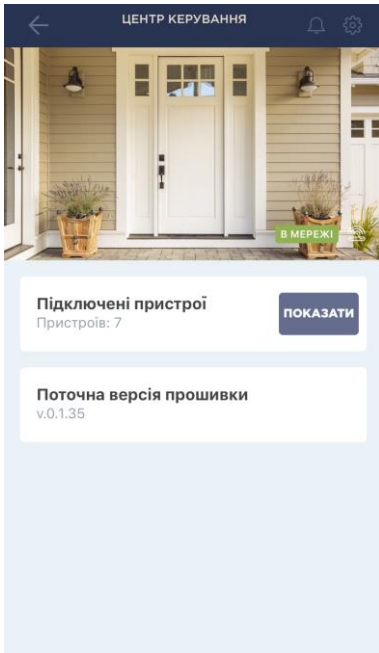 ЦЕНТР КЕРУВАННЯ
В МЕРЕЖІ
Підключені пристрої
Пристроїв: 7
ПОКАЗАТИ
Поточна версія прошивки
v.0.1.35